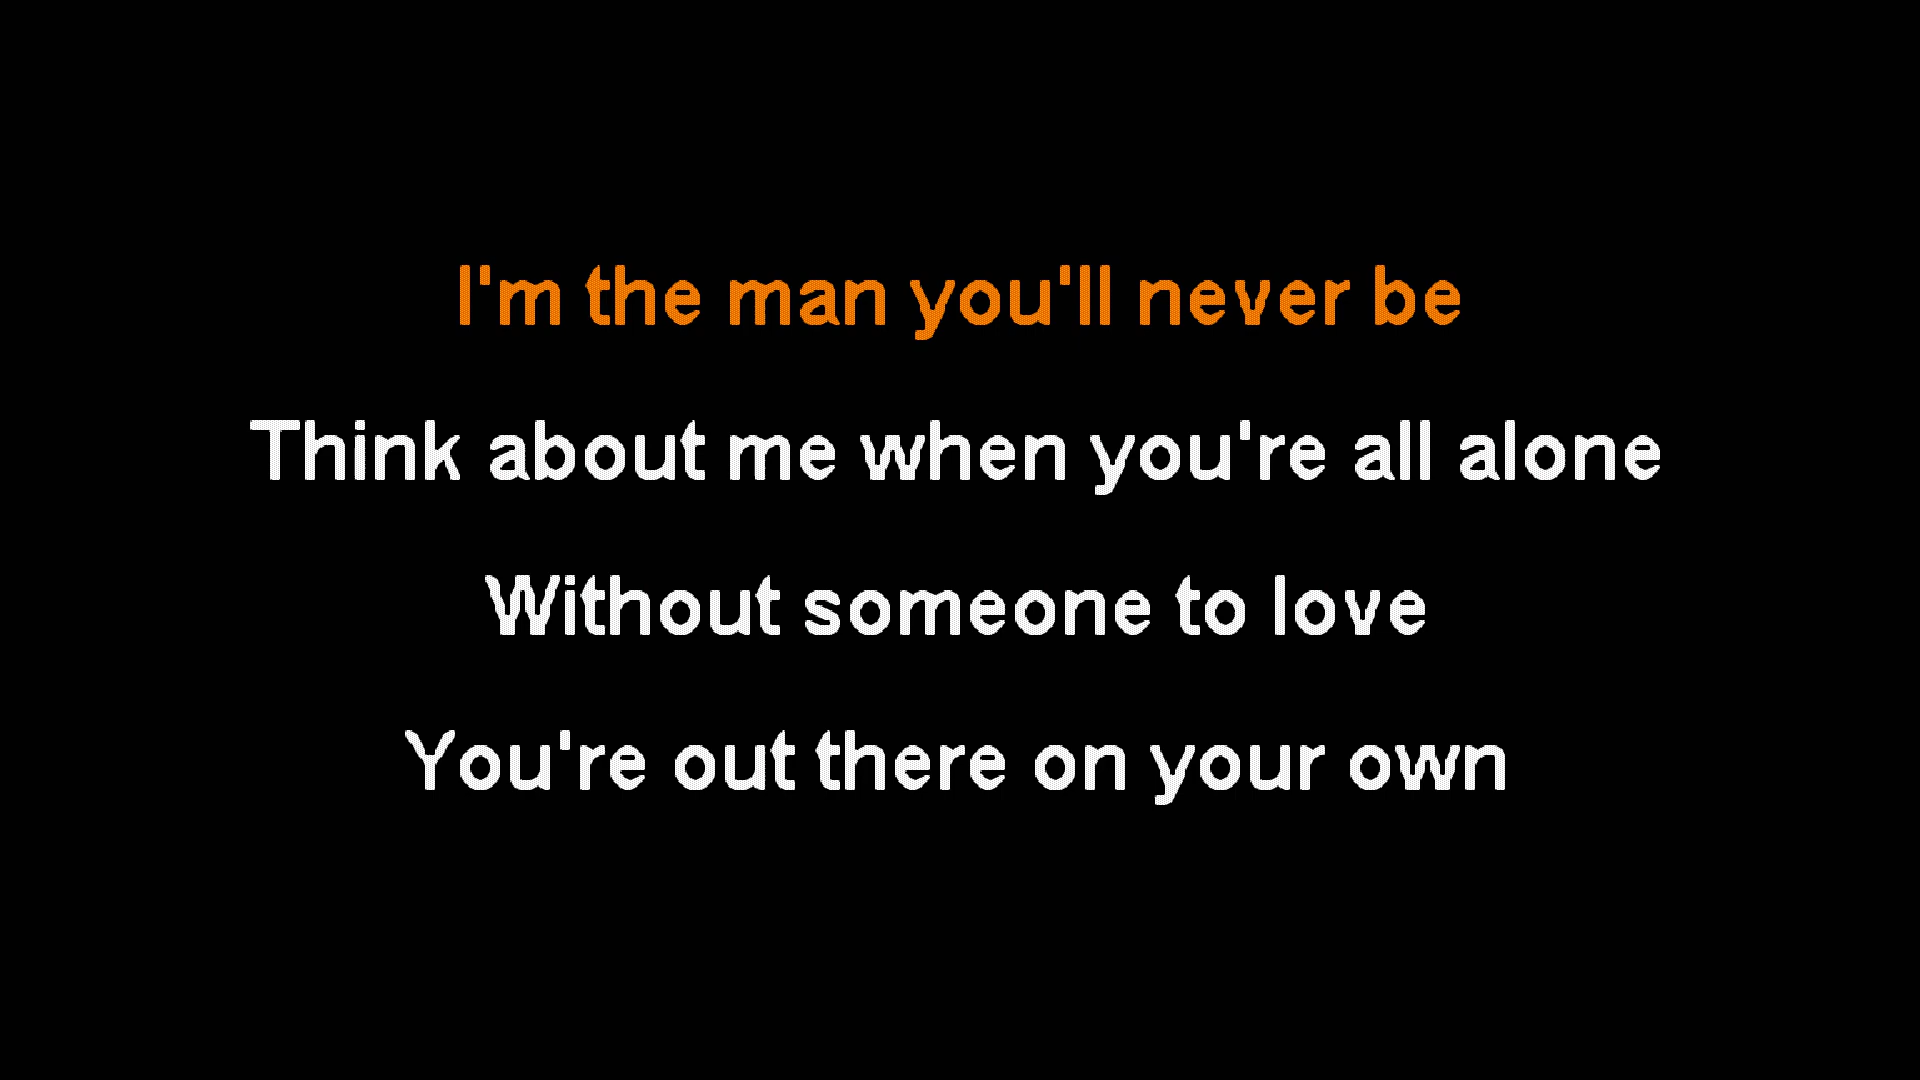 I'm the man you'll never be
Think about me when you're all alone
Without someone to love
You're out there on your own